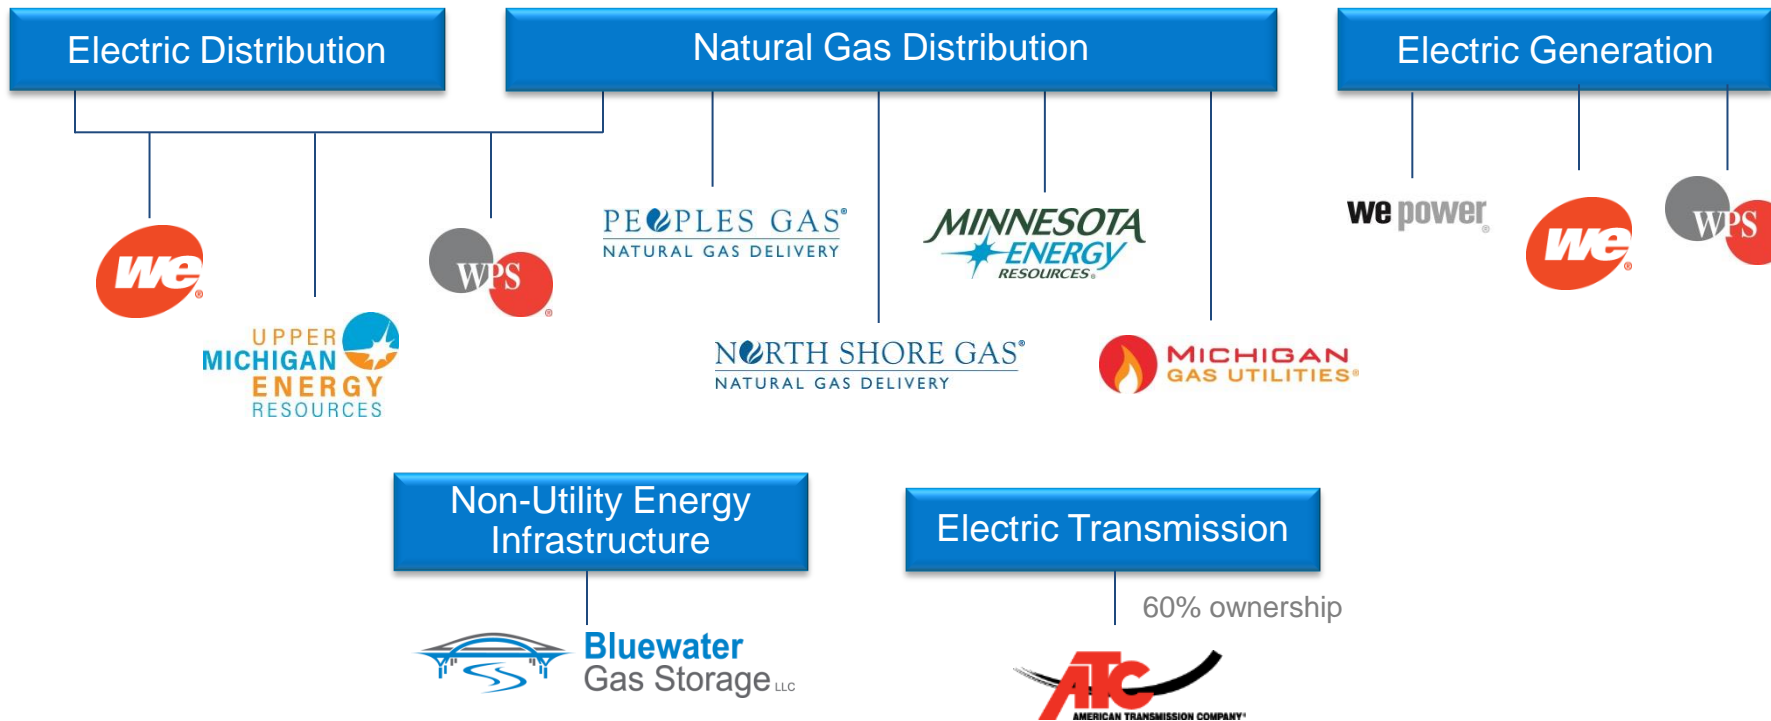 Electric Distribution
Natural Gas Distribution
Electric Generation
we®
UPPER
MICHIGAN
ENERGY
RESOURCES
WPS®
PEOPLES GAS®
NATURAL GAS DELIVERY
NORTH SHORE GAS®
NATURAL GAS DELIVERY
MINNESOTA
ENERGY
RESOURCES®
MICHIGAN
GAS UTILITIES®
we power®
we®
WPS
Non-Utility Energy
Infrastructure
Electric Transmission
60% ownership
Bluewater
Gas Storage LLC
ATC
AMERICAN TRANSMISSION COMPANY®